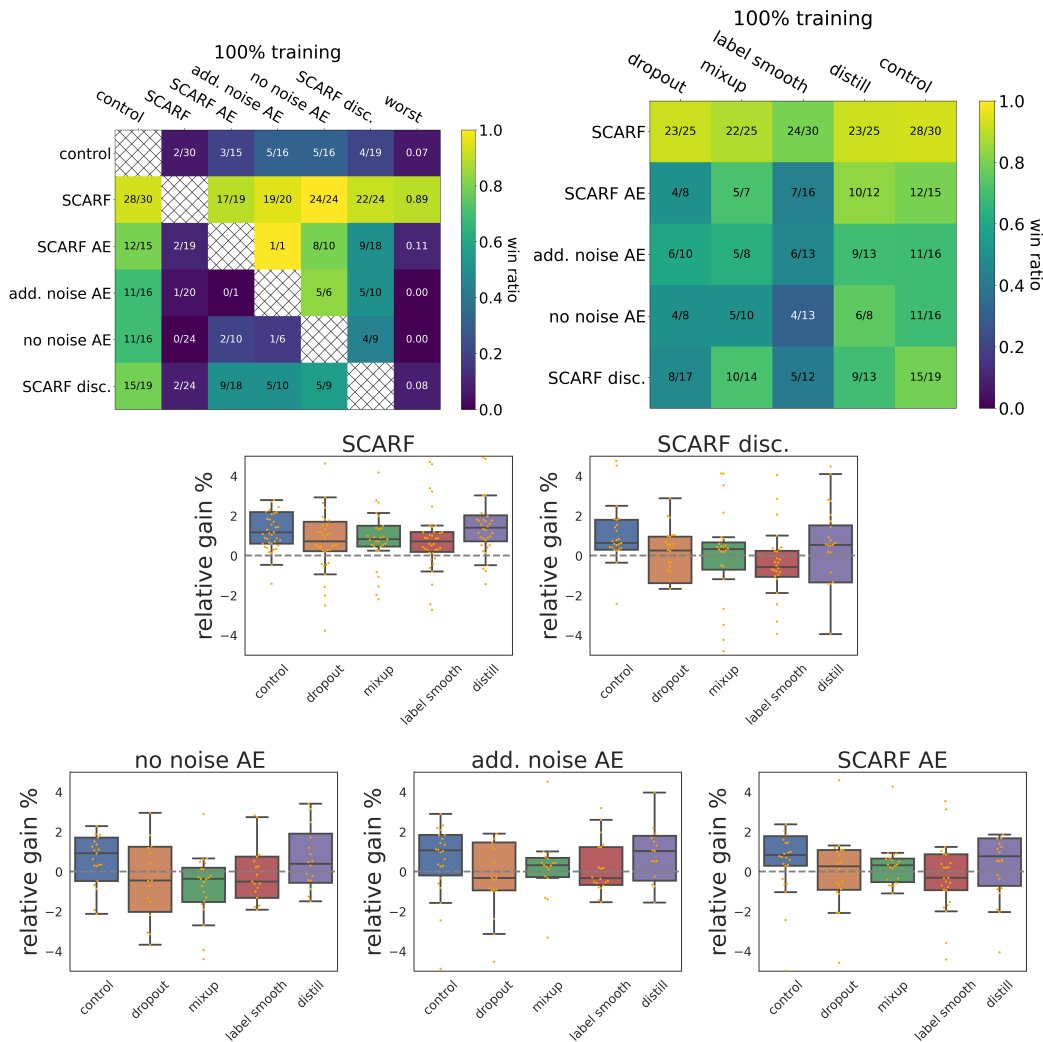 100% training
control SCARF SCARF AE add. noise AE no noise AE SCARF disc. worst
control 2/30 3/15 5/16 5/16 4/19 0.07
SCARF 28/30 17/19 19/20 24/24 22/24 0.89
SCARF AE 12/15 2/19 1/1 8/10 9/18 0.11
add. noise AE 11/16 1/20 0/1 5/6 5/10 0.00
no noise AE 11/16 0/24 2/10 1/6 4/9 0.00
SCARF disc. 15/19 2/24 9/18 5/10 5/9 0.08
1.0
0.8
0.6
0.4
0.2
0.0
win ratio
100% training
dropout mixup label smooth distill control
SCARF 23/25 22/25 24/30 23/25 28/30
SCARF AE 4/8 5/7 7/16 10/12 12/15
add. noise AE 6/10 5/8 6/13 9/13 11/16
no noise AE 4/8 5/10 4/13 6/8 11/16
SCARF disc. 8/17 10/14 5/12 9/13 15/19
1.0
0.8
0.6
0.4
0.2
0.0
win ratio
SCARF
relative gain %
4
2
0
−2
−4
control dropout mixup label smooth distill
SCARF disc.
relative gain %
4
2
0
−2
−4
control dropout mixup label smooth distill
no noise AE
relative gain %
4
2
0
−2
−4
control dropout mixup label smooth distill
add. noise AE
relative gain %
4
2
0
−2
−4
control dropout mixup label smooth distill
SCARF AE
relative gain %
4
2
0
−2
−4
control dropout mixup label smooth distill